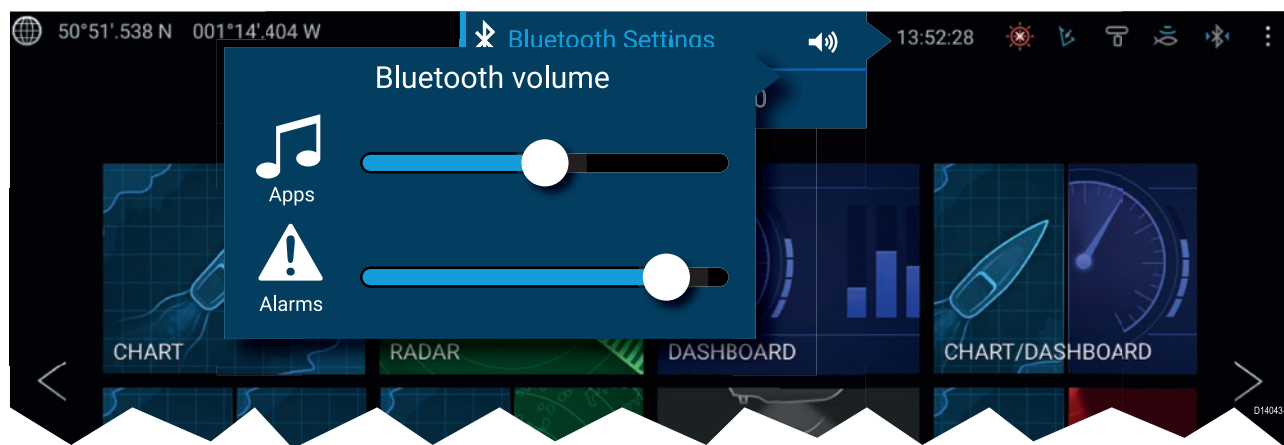 50°51'.538 N 001°14'.404 W
Bluetooth Settings
13:52:28
Bluetooth volume
Apps
Alarms
CHART
RADAR
DASHBOARD
CHART/DASHBOARD